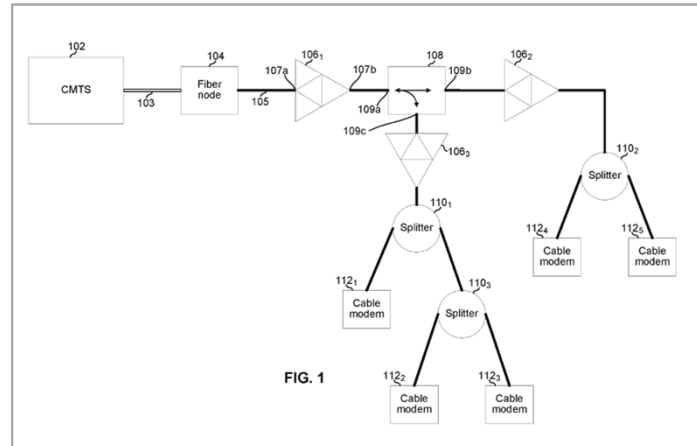 102
104
106₁
108
106₂
107a
107b
109b
CMTS
Fiber
node
103
105
109a
109c
106₃
110₂
Splitter
110₁
Splitter
112₄
112₅
Cable
modem
Cable
modem
112₁
110₃
Cable
modem
Splitter
FIG. 1
112₂
112₃
Cable
modem
Cable
modem